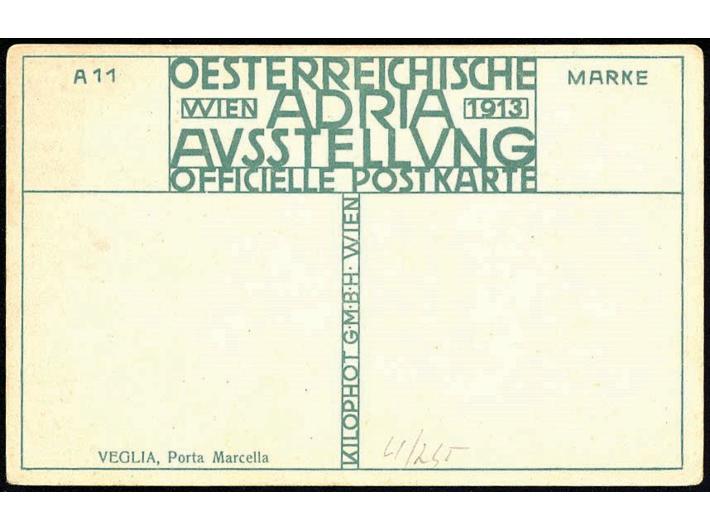 A 11
OESTERREICHISCHE
WIEN ADRIA 1913
AVSSTELLVNG
OFFICIELLE POSTKARTE
MARKE
KILOPHOT G·M·B·H· WIEN
VEGLIA, Porta Marcella